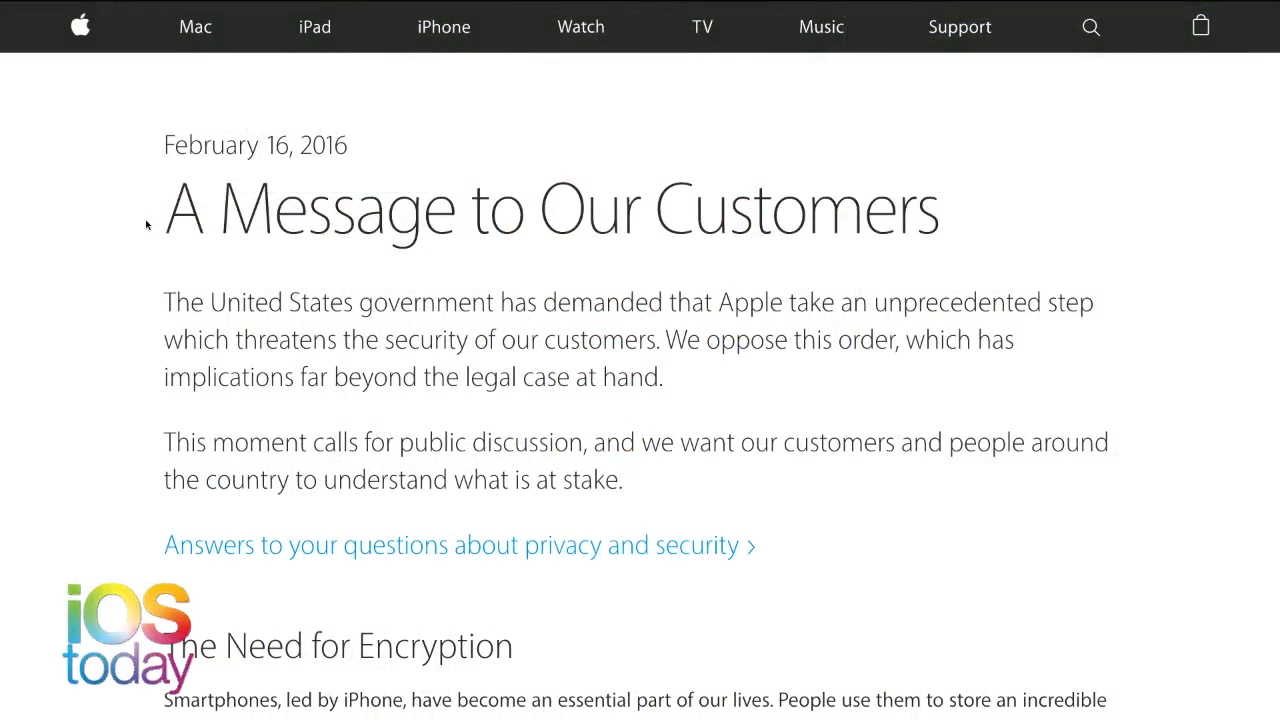 Mac iPad iPhone Watch TV Music Support
February 16, 2016
A Message to Our Customers
The United States government has demanded that Apple take an unprecedented step
which threatens the security of our customers. We oppose this order, which has
implications far beyond the legal case at hand.
This moment calls for public discussion, and we want our customers and people around
the country to understand what is at stake.
Answers to your questions about privacy and security >
iOS
today
The Need for Encryption
Smartphones, led by iPhone, have become an essential part of our lives. People use them to store an incredible